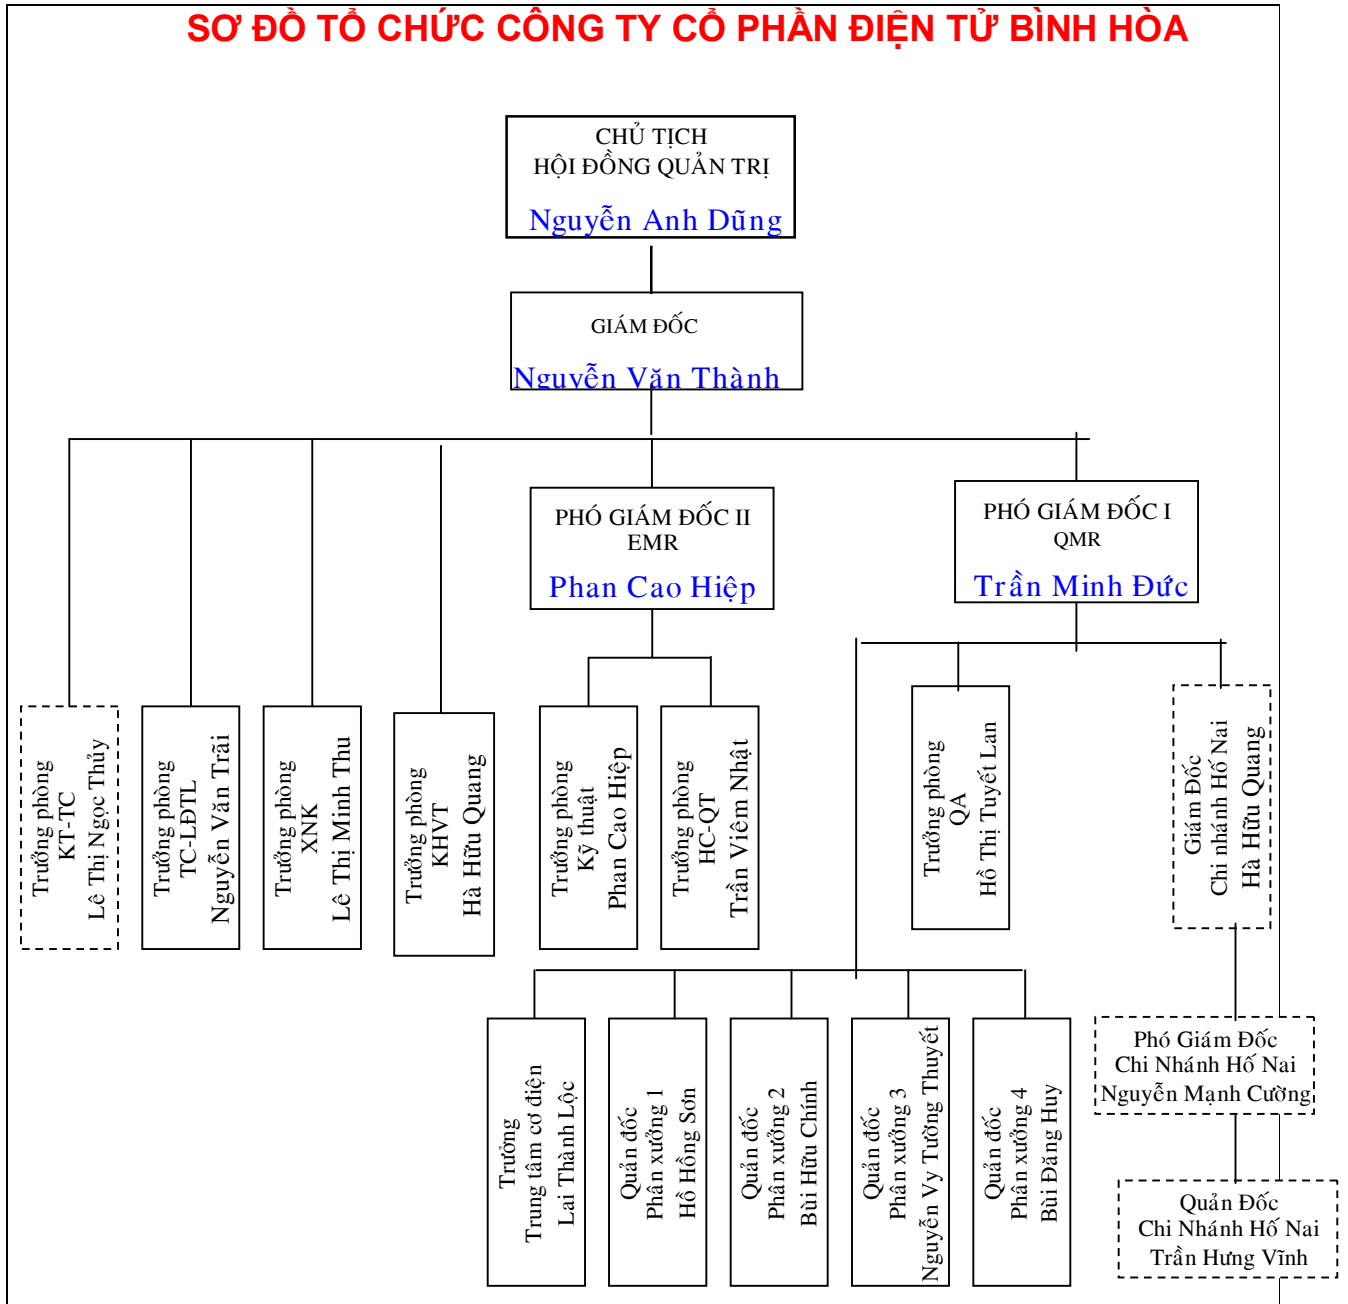 SƠ ĐỒ TỔ CHỨC CÔNG TY CỔ PHẦN ĐIỆN TỬ BÌNH HÒA
CHỦ TỊCH
HỘI ĐỒNG QUẢN TRỊ
Nguyễn Anh Dũng
GIÁM ĐỐC
Nguyễn Văn Thành
PHÓ GIÁM ĐỐC II
EMR
Phan Cao Hiệp
PHÓ GIÁM ĐỐC I
QMR
Trần Minh Đức
Trưởng phòng
KT-TC
Lê Thị Ngọc Thủy
Trưởng phòng
TC-LĐTL
Nguyễn Văn Trãi
Trưởng phòng
XNK
Lê Thị Minh Thu
Trưởng phòng
KHVT
Hà Hữu Quang
Trưởng phòng
Kỹ thuật
Phan Cao Hiệp
Trưởng phòng
HC-QT
Trần Viêm Nhật
Trưởng phòng
QA
Hồ Thị Tuyết Lan
Giám Đốc
Chi nhánh Hố Nai
Hà Hữu Quang
Trưởng
Trung tâm cơ điện
Lai Thành Lộc
Quản đốc
Phân xưởng 1
Hồ Hồng Sơn
Quản đốc
Phân xưởng 2
Bùi Hữu Chính
Quản đốc
Phân xưởng 3
Nguyễn Vy Tường Thuyết
Quản đốc
Phân xưởng 4
Bùi Đăng Huy
Phó Giám Đốc
Chi Nhánh Hố Nai
Nguyễn Mạnh Cường
Quản Đốc
Chi Nhánh Hố Nai
Trần Hưng Vĩnh